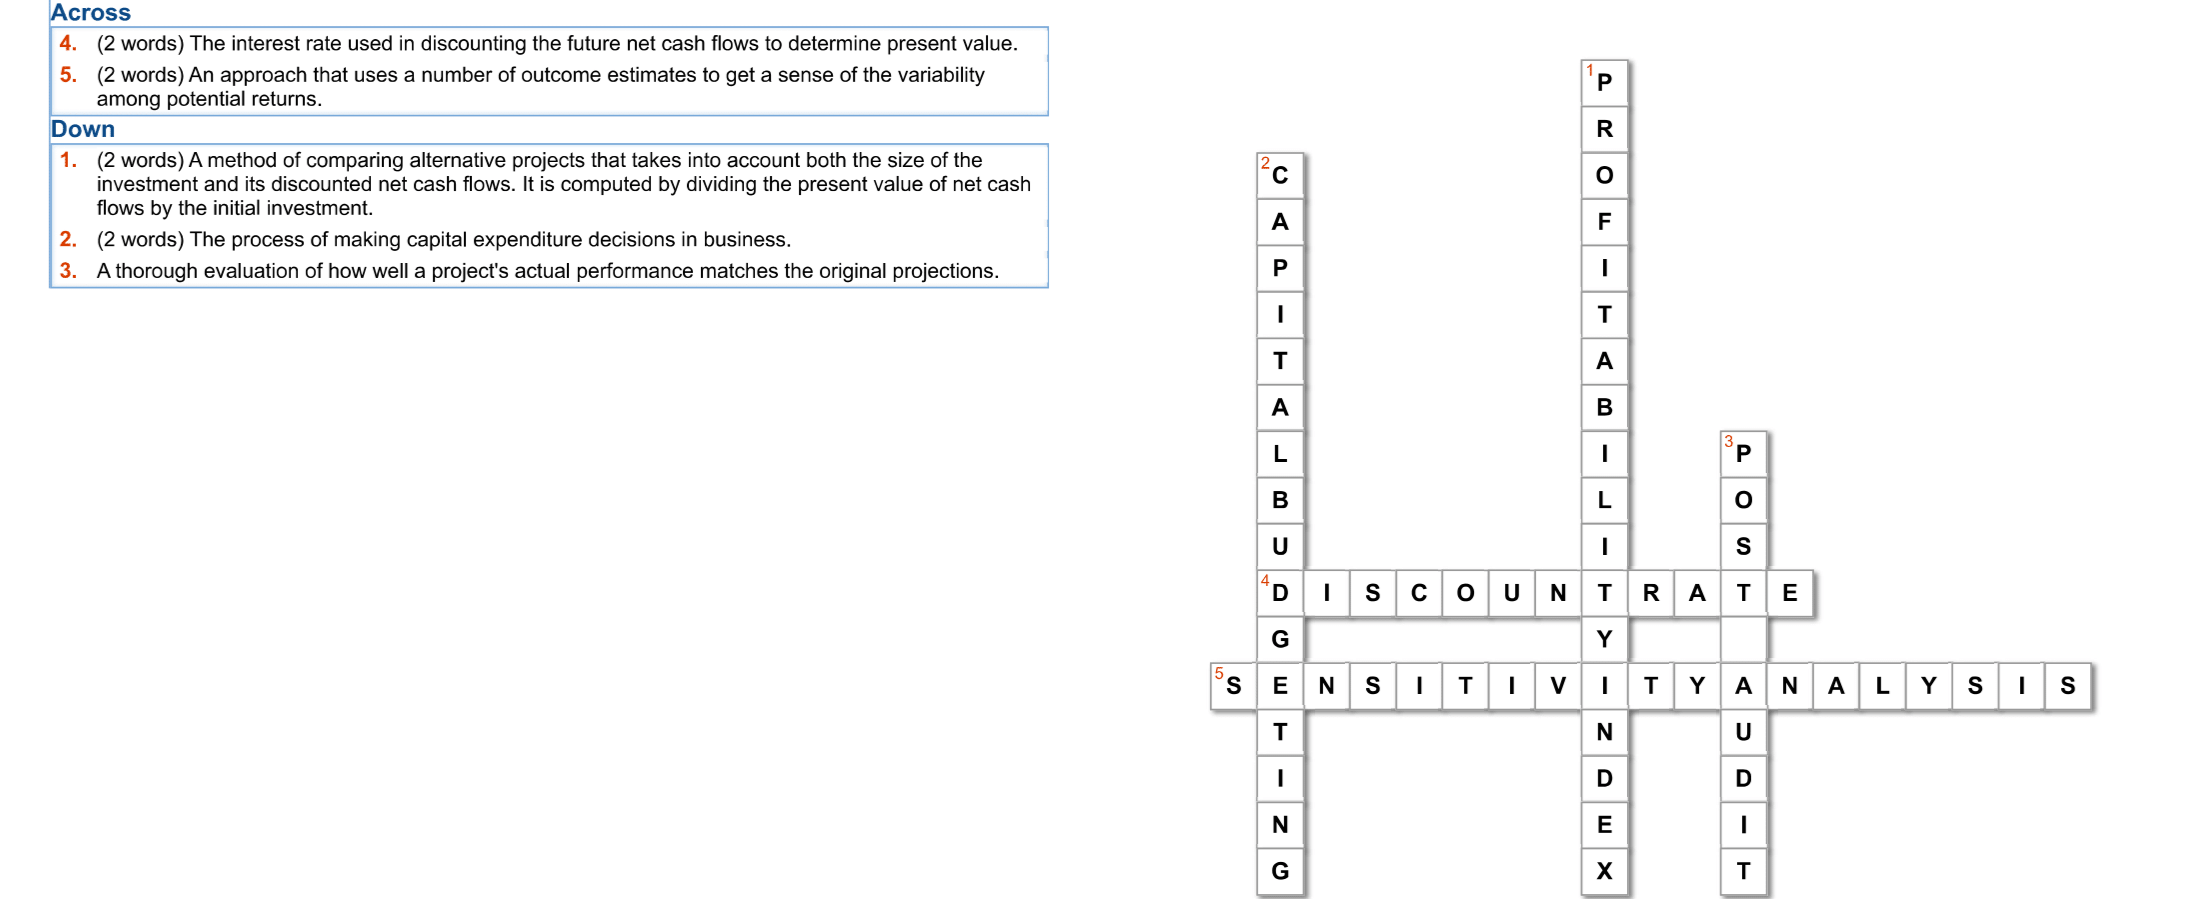 Across
4. (2 words) The interest rate used in discounting the future net cash flows to determine present value.
5. (2 words) An approach that uses a number of outcome estimates to get a sense of the variability
among potential returns.
Down
1. (2 words) A method of comparing alternative projects that takes into account both the size of the
investment and its discounted net cash flows. It is computed by dividing the present value of net cash
flows by the initial investment.
2. (2 words) The process of making capital expenditure decisions in business.
3. A thorough evaluation of how well a project's actual performance matches the original projections.
1 P
R
2 C O
A F
P I
I T
T A
A B
L I 3 P
B L O
U I S
4 D I S C O U N T R A T E
G Y
5 S E N S I T I V I T Y A N A L Y S I S
T N U
I D D
N E I
G X T